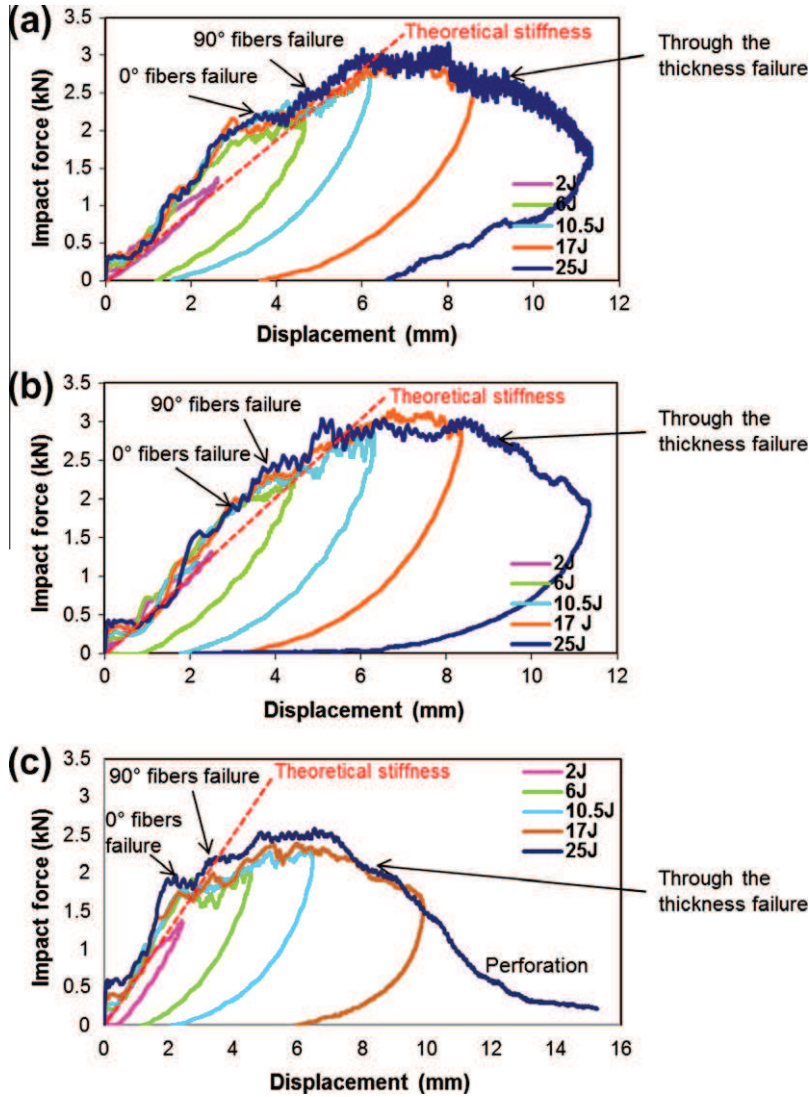 (a)
3.5
3
2.5
2
1.5
1
0.5
0
Impact force (kN)
90° fibers failure
0° fibers failure
Theoretical stiffness
Through the
thickness failure
2J
6J
10.5J
17J
25J
0 2 4 6 8 10 12
Displacement (mm)
(b)
3.5
3
2.5
2
1.5
1
0.5
0
Impact force (kN)
90° fibers failure
0° fibers failure
Theoretical stiffness
Through the
thickness failure
2J
6J
10.5J
17 J
25J
0 2 4 6 8 10 12
Displacement (mm)
(c)
3.5
3
2.5
2
1.5
1
0.5
0
Impact force (kN)
90° fibers failure
0° fibers
failure
Theoretical stiffness
2J
6J
10.5J
17J
25J
Through the
thickness failure
Perforation
0 2 4 6 8 10 12 14 16
Displacement (mm)